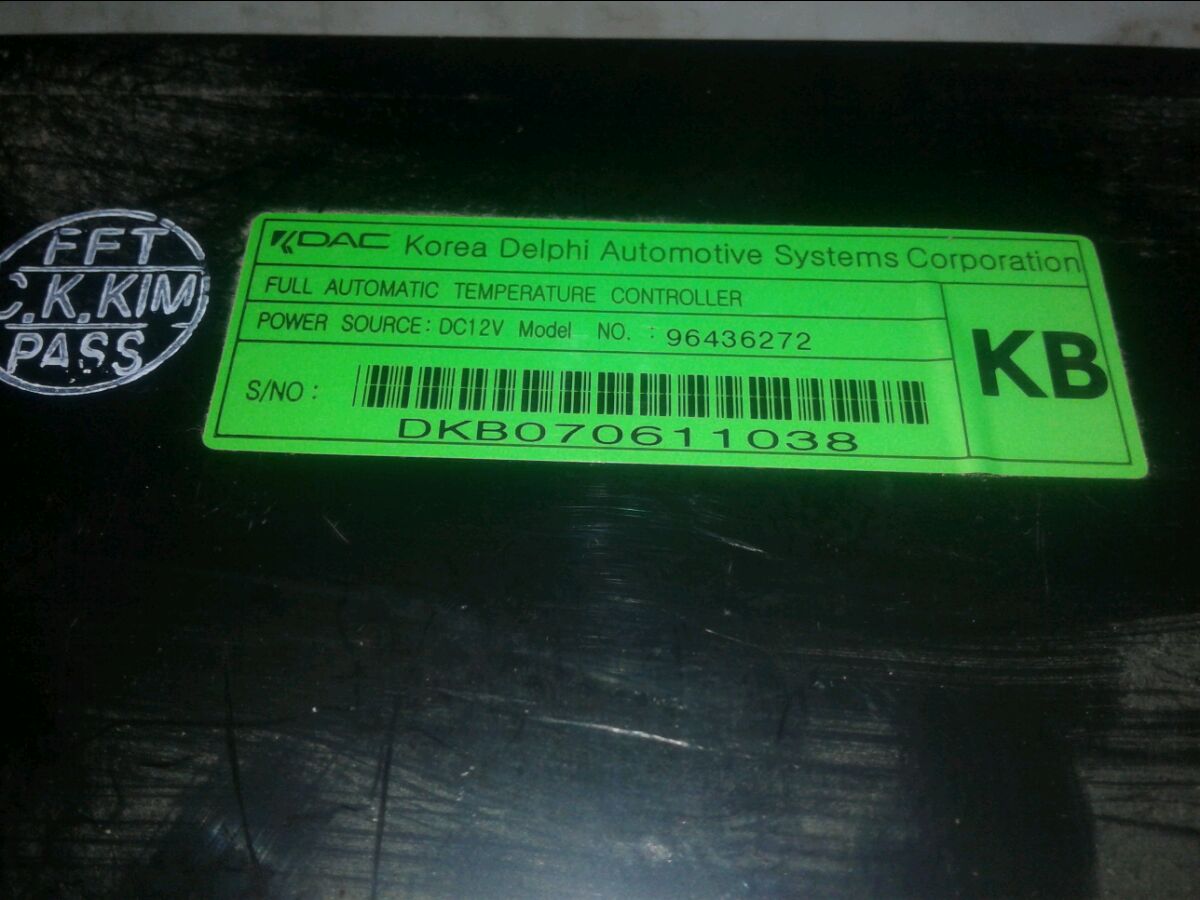 FFT
C.K.KIM
PASS
KDAC Korea Delphi Automotive Systems Corporation
FULL AUTOMATIC TEMPERATURE CONTROLLER
POWER SOURCE: DC12V Model NO. : 96436272
KB
S/NO :
DKB070611038